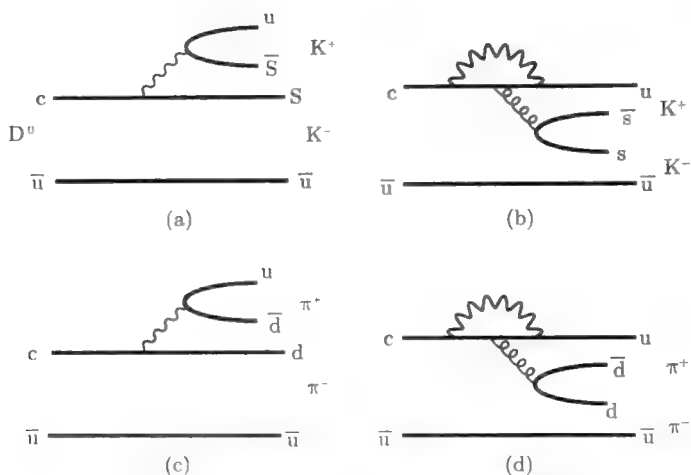 u
K⁺
S̅
c
S
D⁰
K⁻
u̅
u̅
(a)
c
u
s̅
K⁺
s
K⁻
u̅
u̅
(b)
u
π⁺
d̅
c
d
π⁻
u̅
u̅
(c)
c
u
d̅
π⁺
d
π⁻
u̅
u̅
(d)